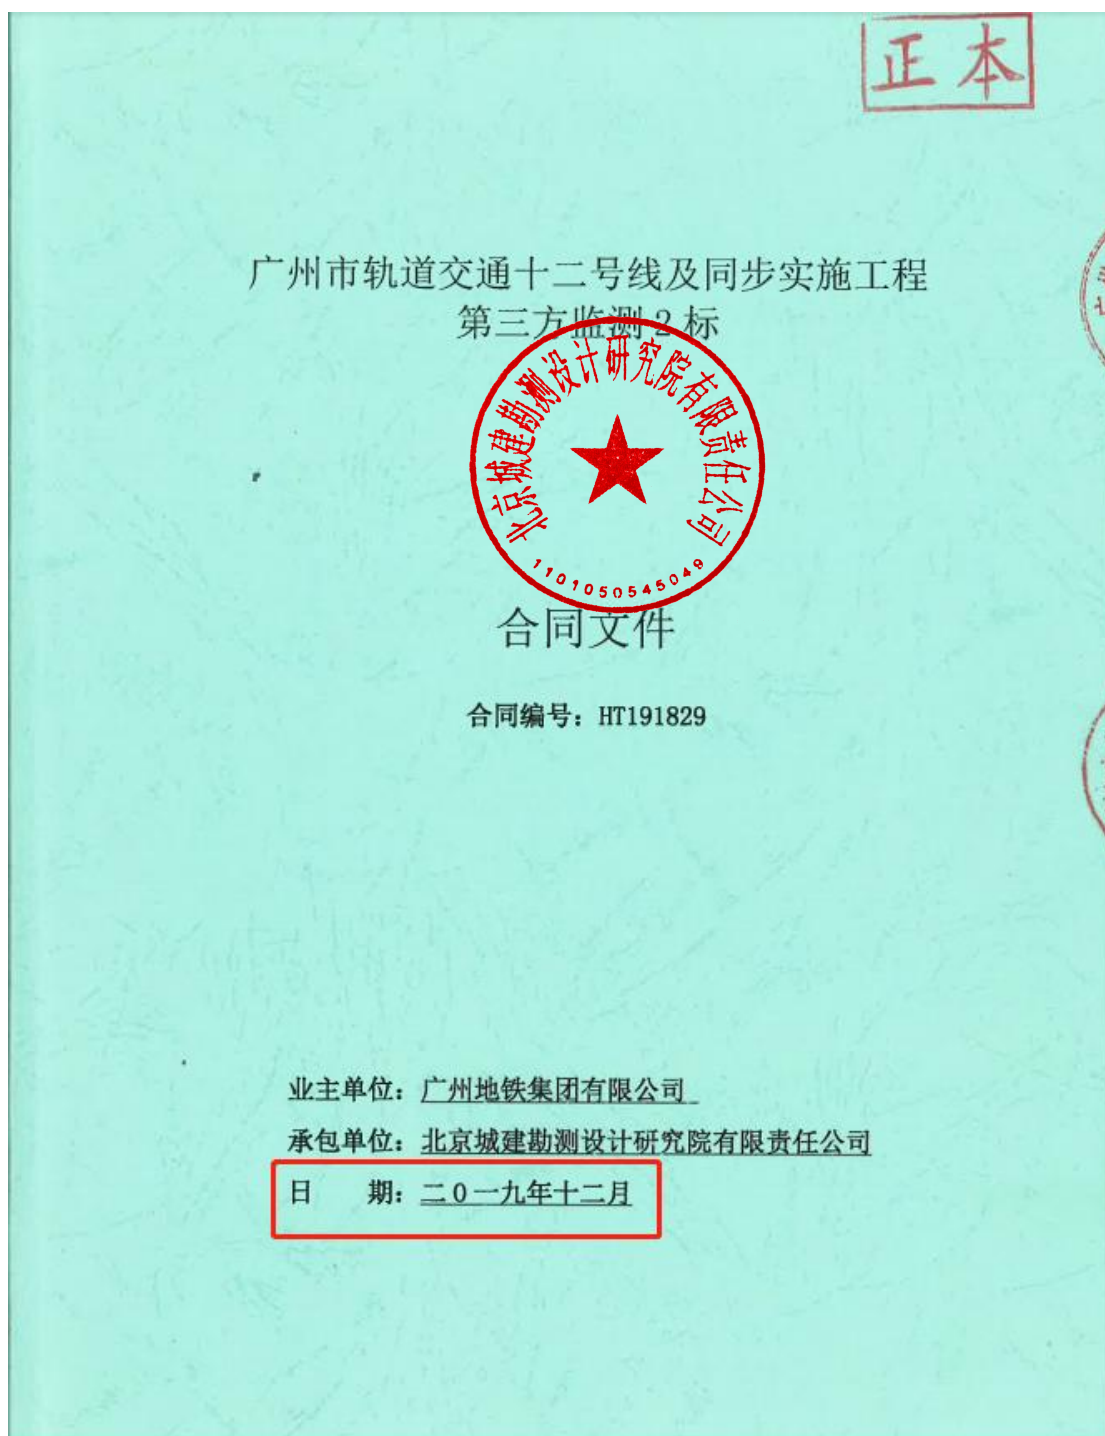 正本
广州市轨道交通十二号线及同步实施工程
第三方监测2标
北京城建勘测设计研究院有限责任公司
1101050545049
合同文件
合同编号：HT191829
业主单位：广州地铁集团有限公司
承包单位：北京城建勘测设计研究院有限责任公司
日　　期：二0一九年十二月